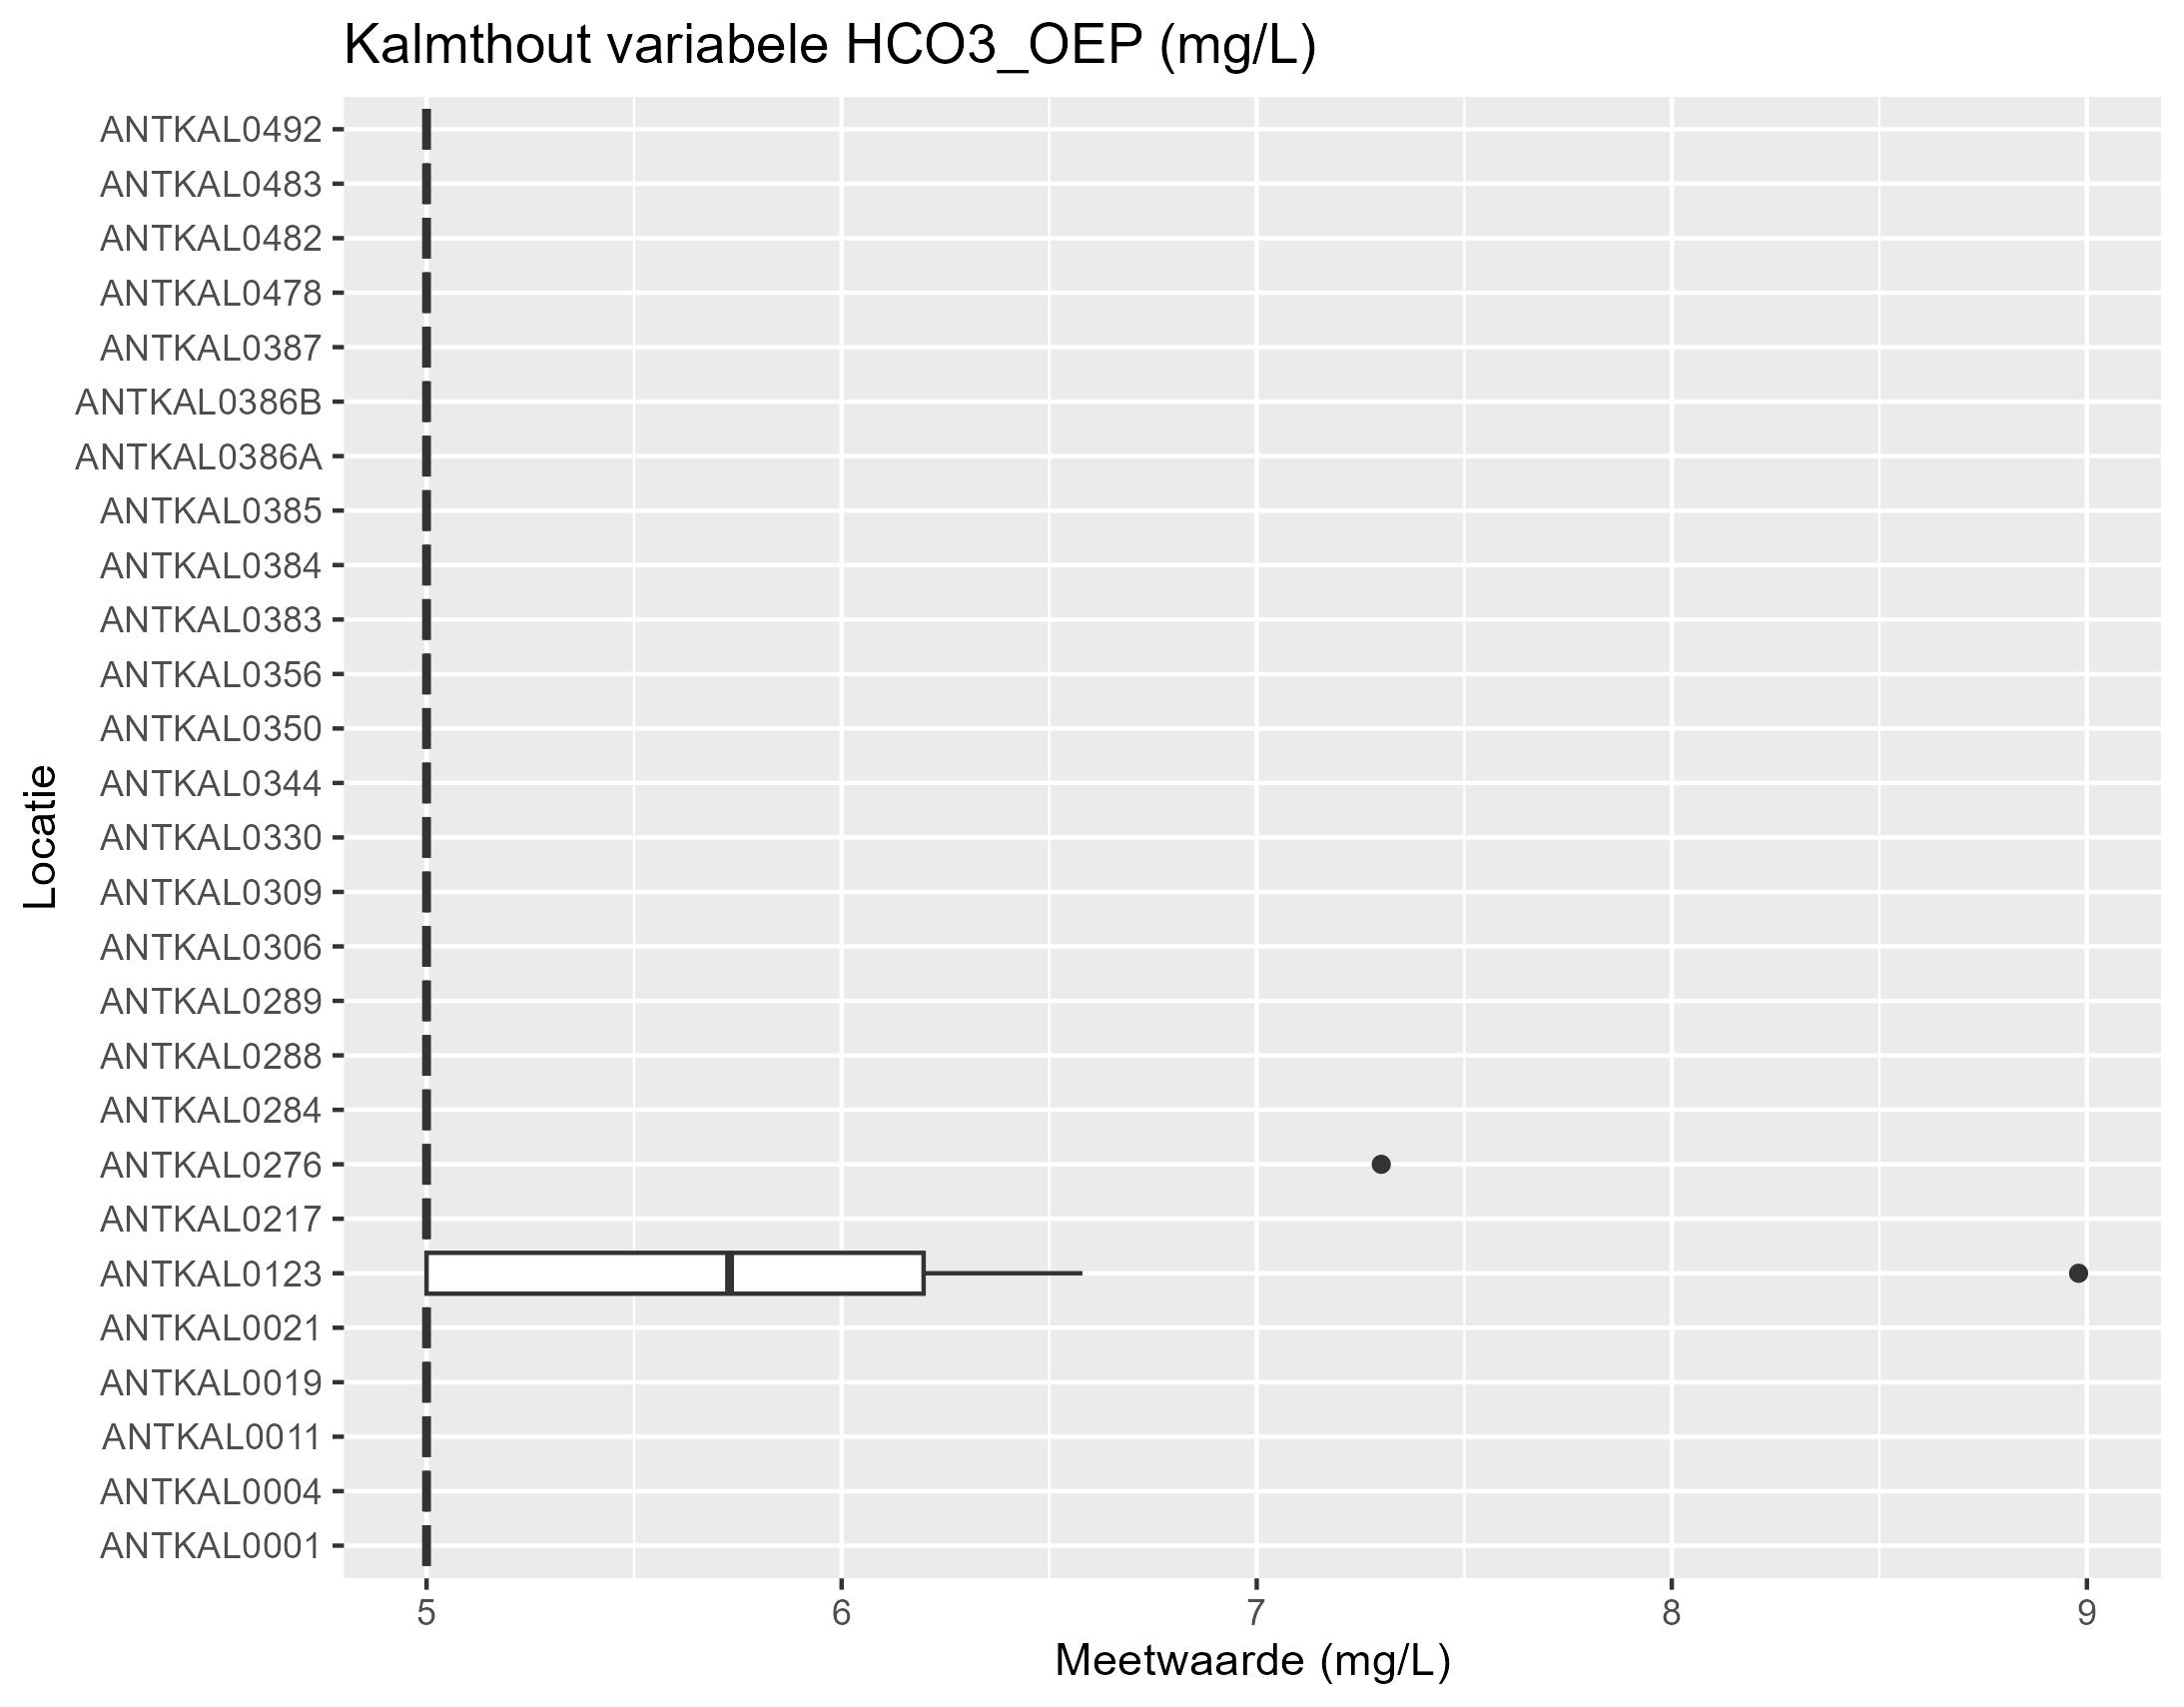 Kalmthout variabele HCO3_OEP (mg/L)
Locatie
ANTKAL0492
ANTKAL0483
ANTKAL0482
ANTKAL0478
ANTKAL0387
ANTKAL0386B
ANTKAL0386A
ANTKAL0385
ANTKAL0384
ANTKAL0383
ANTKAL0356
ANTKAL0350
ANTKAL0344
ANTKAL0330
ANTKAL0309
ANTKAL0306
ANTKAL0289
ANTKAL0288
ANTKAL0284
ANTKAL0276
ANTKAL0217
ANTKAL0123
ANTKAL0021
ANTKAL0019
ANTKAL0011
ANTKAL0004
ANTKAL0001
5 6 7 8 9
Meetwaarde (mg/L)